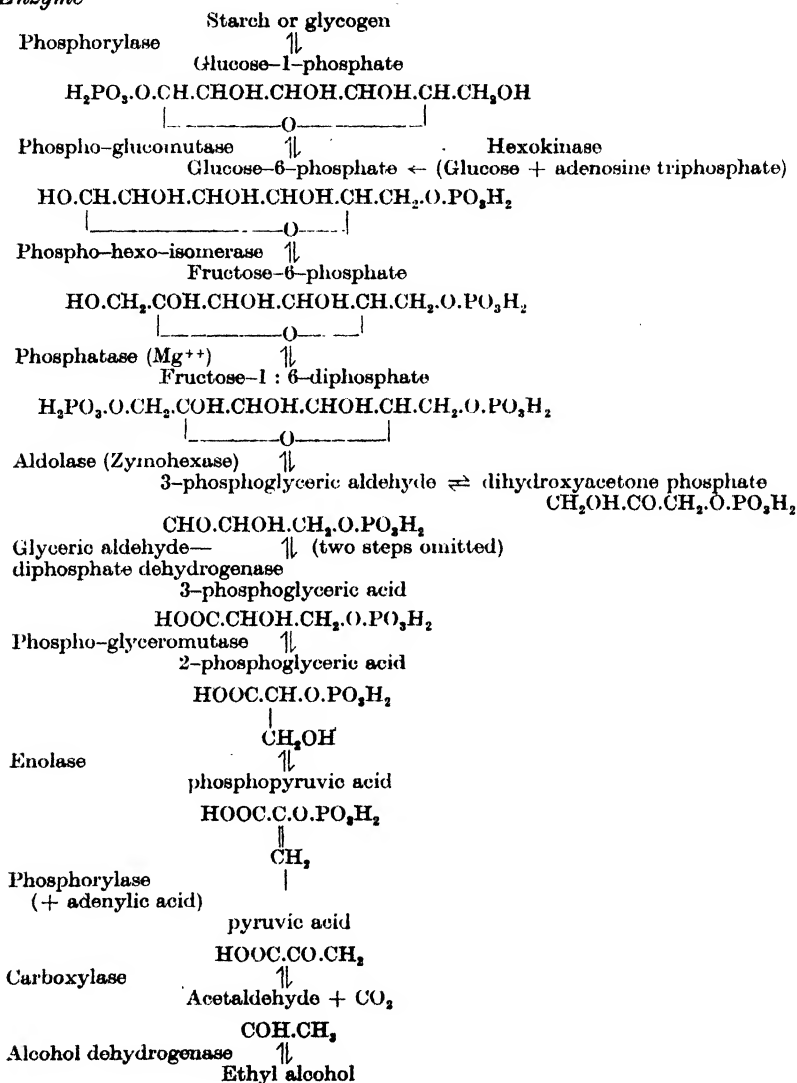 Enzyme
Starch or glycogen
Phosphorylase ⥮
Glucose-1-phosphate
H₂PO₃.O.CH.CHOH.CHOH.CHOH.CH.CH₂OH
O
Phospho-glucomutase ⥮ Hexokinase
Glucose-6-phosphate ← (Glucose + adenosine triphosphate)
HO.CH.CHOH.CHOH.CHOH.CH.CH₂.O.PO₃H₂
O
Phospho-hexo-isomerase ⥮
Fructose-6-phosphate
HO.CH₂.COH.CHOH.CHOH.CH.CH₂.O.PO₃H₂
O
Phosphatase (Mg⁺⁺) ⥮
Fructose-1 : 6-diphosphate
H₂PO₃.O.CH₂.COH.CHOH.CHOH.CH.CH₂.O.PO₃H₂
O
Aldolase (Zymohexase) ⥮
3-phosphoglyceric aldehyde ⇌ dihydroxyacetone phosphate
CH₂OH.CO.CH₂.O.PO₃H₂
CHO.CHOH.CH₂.O.PO₃H₂
Glyceric aldehyde— ⥮ (two steps omitted)
diphosphate dehydrogenase
3-phosphoglyceric acid
HOOC.CHOH.CH₂.O.PO₃H₂
Phospho-glyceromutase ⥮
2-phosphoglyceric acid
HOOC.CH.O.PO₃H₂
|
CH₂OH
Enolase ⥮
phosphopyruvic acid
HOOC.C.O.PO₃H₂
||
CH₂
Phosphorylase |
(+ adenylic acid)
pyruvic acid
HOOC.CO.CH₂
Carboxylase ⥮
Acetaldehyde + CO₂
COH.CH₃
Alcohol dehydrogenase ⥮
Ethyl alcohol